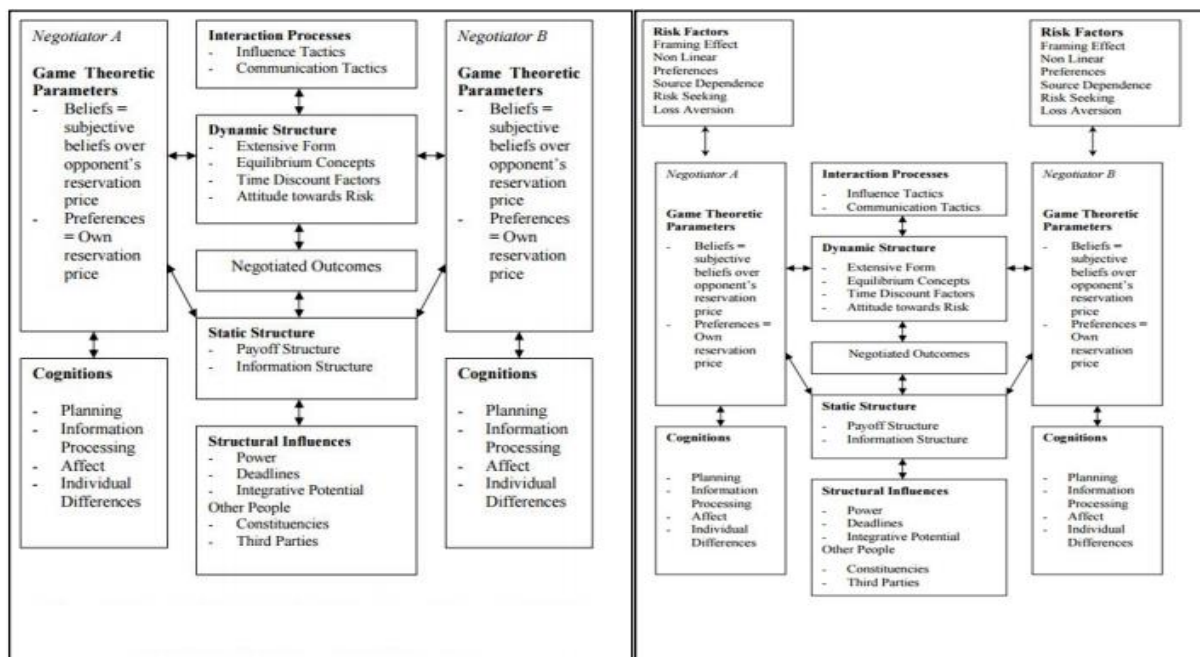 Negotiator A
Game Theoretic
Parameters
- Beliefs =
subjective
beliefs over
opponent's
reservation
price
- Preferences
= Own
reservation
price
Cognitions
- Planning
- Information
Processing
- Affect
- Individual
Differences
Interaction Processes
- Influence Tactics
- Communication Tactics
Dynamic Structure
- Extensive Form
- Equilibrium Concepts
- Time Discount Factors
- Attitude towards Risk
Negotiated Outcomes
Static Structure
- Payoff Structure
- Information Structure
Structural Influences
- Power
- Deadlines
- Integrative Potential
Other People
- Constituencies
- Third Parties
Negotiator B
Game Theoretic
Parameters
- Beliefs =
subjective
beliefs over
opponent's
reservation
price
- Preferences
= Own
reservation
price
Cognitions
- Planning
- Information
Processing
- Affect
- Individual
Differences
Risk Factors
Framing Effect
Non Linear
Preferences
Source Dependence
Risk Seeking
Loss Aversion
Negotiator A
Game Theoretic
Parameters
- Beliefs =
subjective
beliefs over
opponent's
reservation
price
- Preferences =
Own
reservation
price
Cognitions
- Planning
- Information
Processing
- Affect
- Individual
Differences
Interaction Processes
- Influence Tactics
- Communication Tactics
Dynamic Structure
- Extensive Form
- Equilibrium Concepts
- Time Discount Factors
- Attitude towards Risk
Negotiated Outcomes
Static Structure
- Payoff Structure
- Information Structure
Structural Influences
- Power
- Deadlines
- Integrative Potential
Other People
- Constituencies
- Third Parties
Risk Factors
Framing Effect
Non Linear
Preferences
Source Dependence
Risk Seeking
Loss Aversion
Negotiator B
Game Theoretic
Parameters
- Beliefs =
subjective
beliefs over
opponent's
reservation
price
- Preferences =
Own
reservation
price
Cognitions
- Planning
- Information
Processing
- Affect
- Individual
Differences